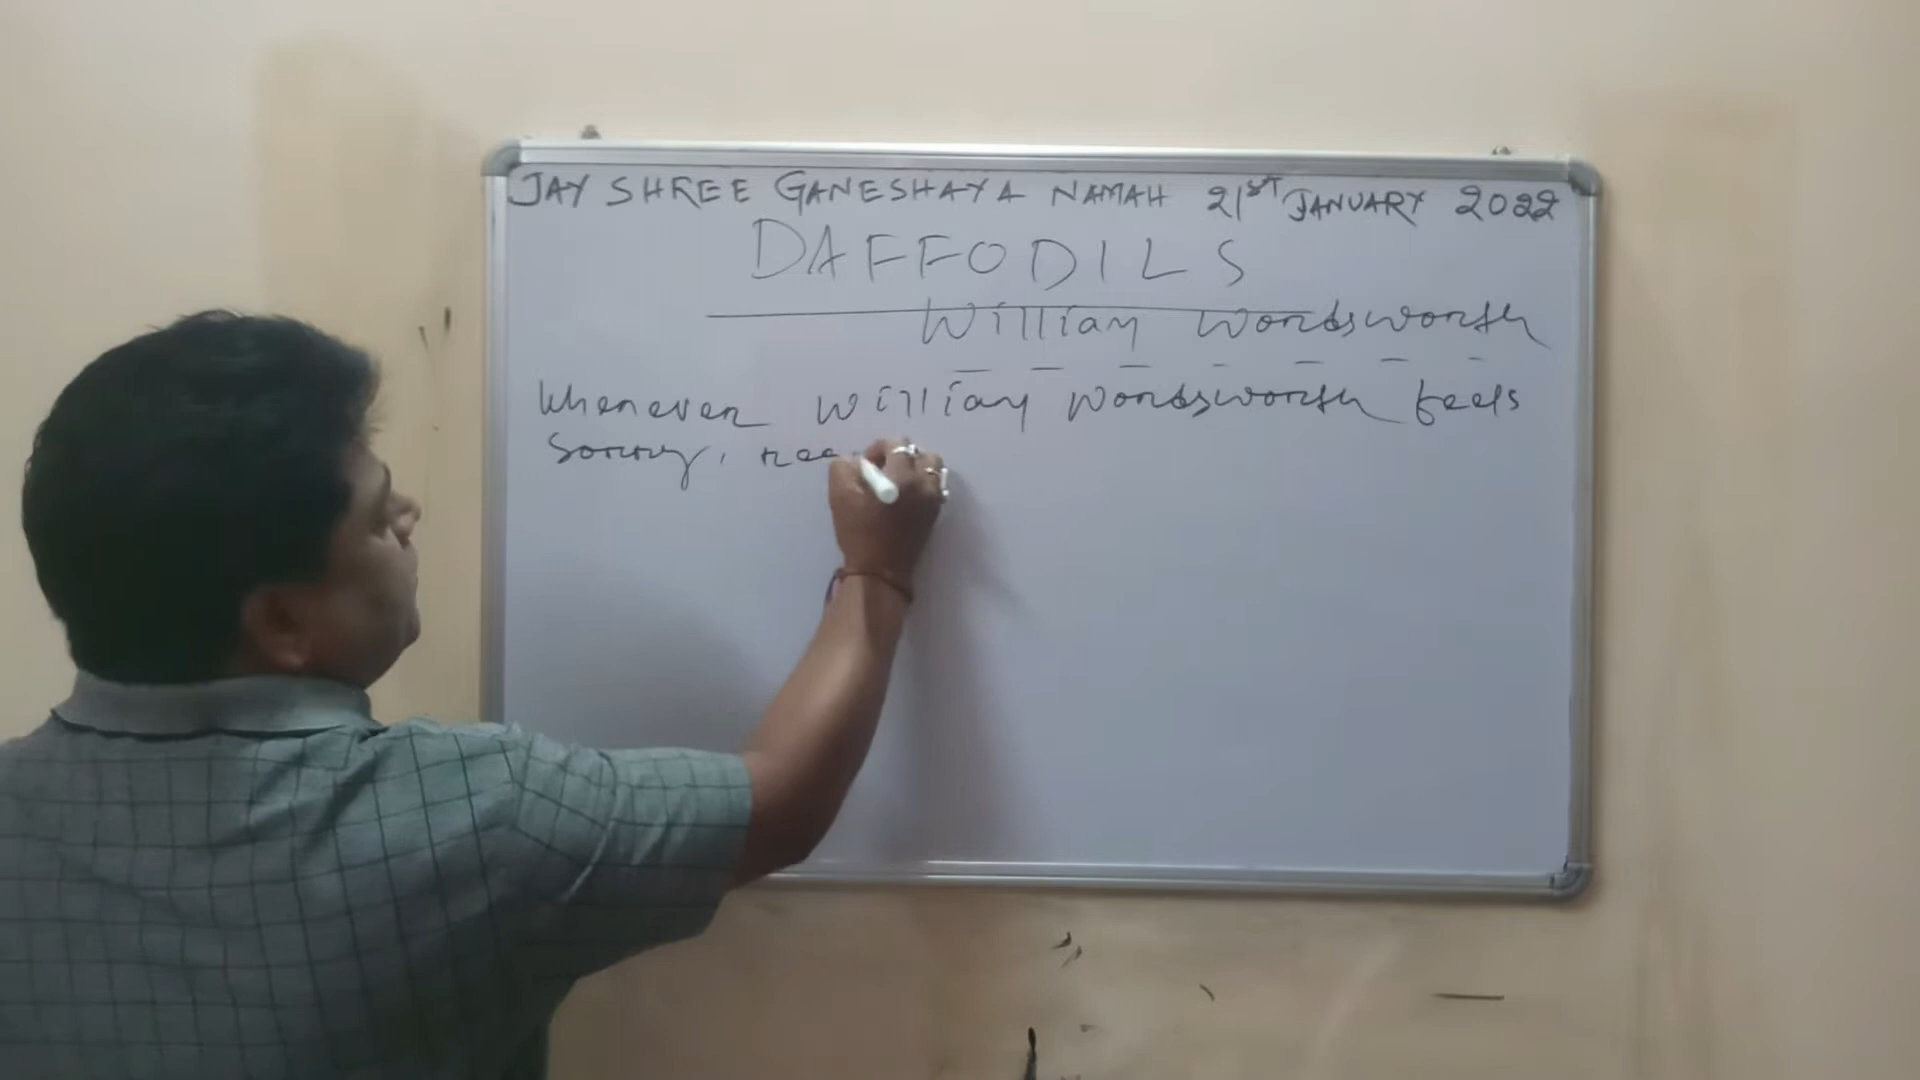 JAY SHREE GANESHAYA NAMAH 21ST JANUARY 2022
DAFFODILS
William Wordsworth
Whenever William Wordsworth feels
sorry,